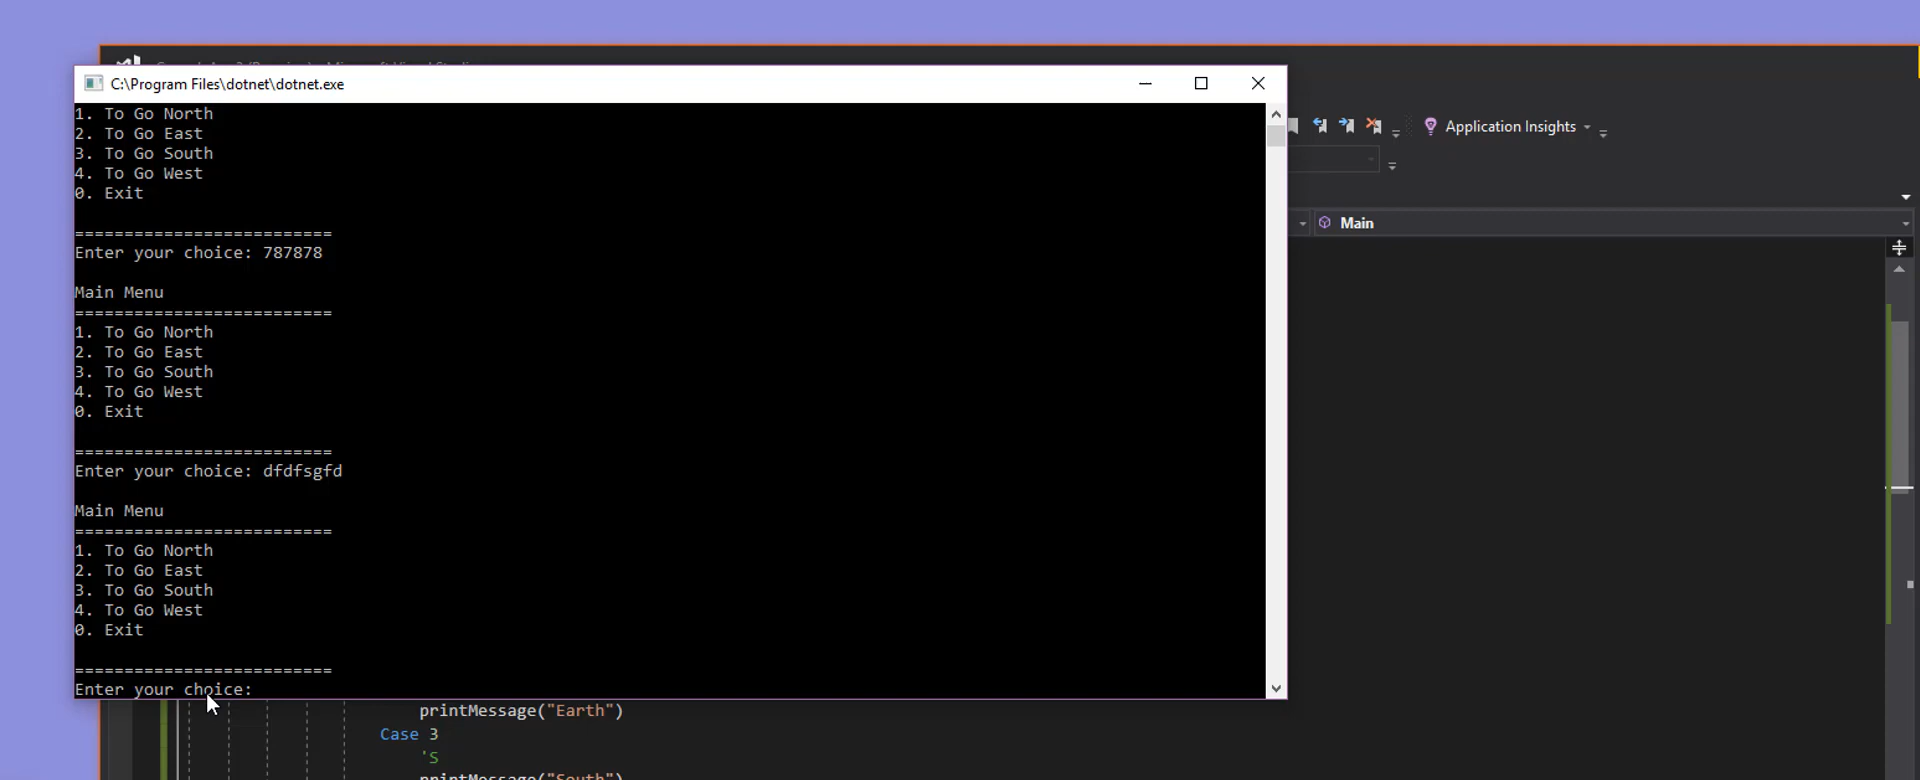 C:\Program Files\dotnet\dotnet.exe
1. To Go North
2. To Go East
3. To Go South
4. To Go West
0. Exit
==========================
Enter your choice: 787878
Main Menu
==========================
1. To Go North
2. To Go East
3. To Go South
4. To Go West
0. Exit
==========================
Enter your choice: dfdfsgfd
Main Menu
==========================
1. To Go North
2. To Go East
3. To Go South
4. To Go West
0. Exit
==========================
Enter your choice:
Application Insights
Main
printMessage("Earth")
Case 3
'S
printMessage("South")